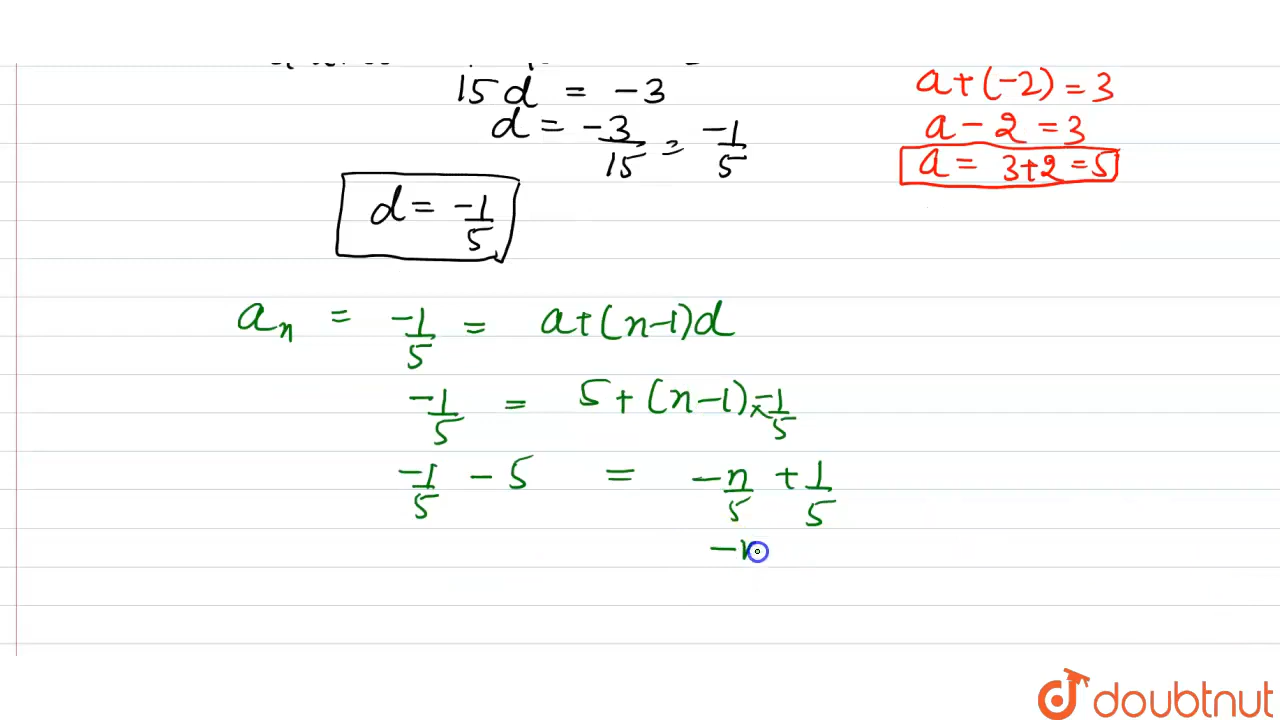 15d = -3
d = -3/15 = -1/5
d = -1/5
a+(-2) = 3
a - 2 = 3
a = 3+2 = 5
aₙ = -1/5 = a+(n-1)d
-1/5 = 5+(n-1)×-1/5
-1/5 - 5 = -n/5 + 1/5
doubtnut